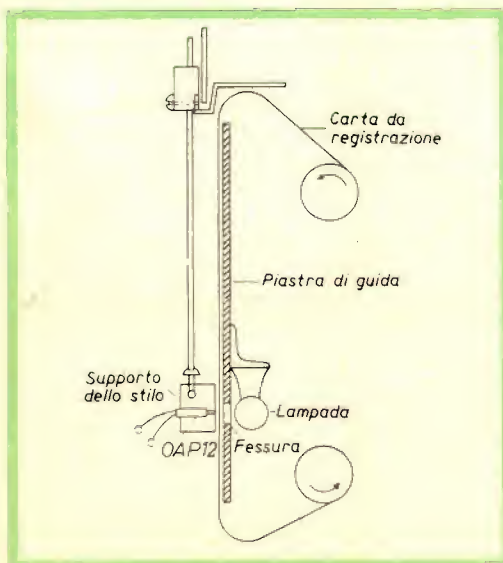 Carta da
registrazione
Piastra di guida
Supporto
dello stilo
Lampada
OAP12
Fessura